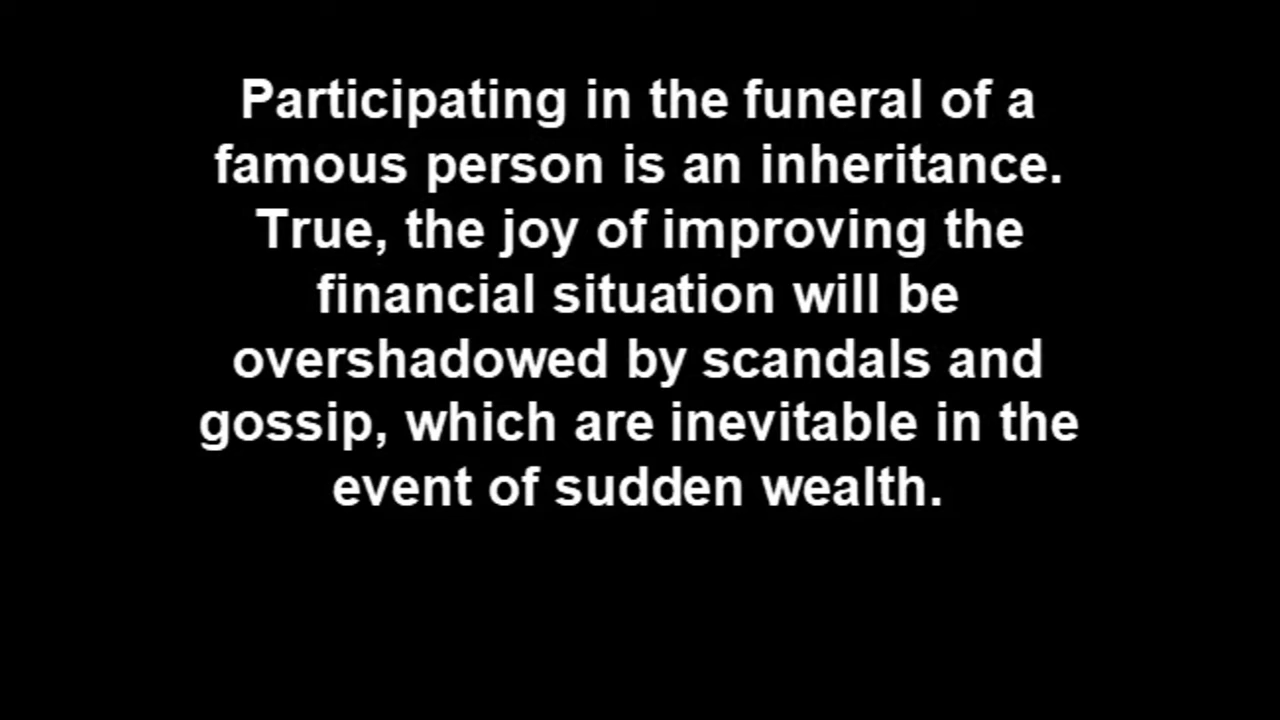 Participating in the funeral of a
famous person is an inheritance.
True, the joy of improving the
financial situation will be
overshadowed by scandals and
gossip, which are inevitable in the
event of sudden wealth.